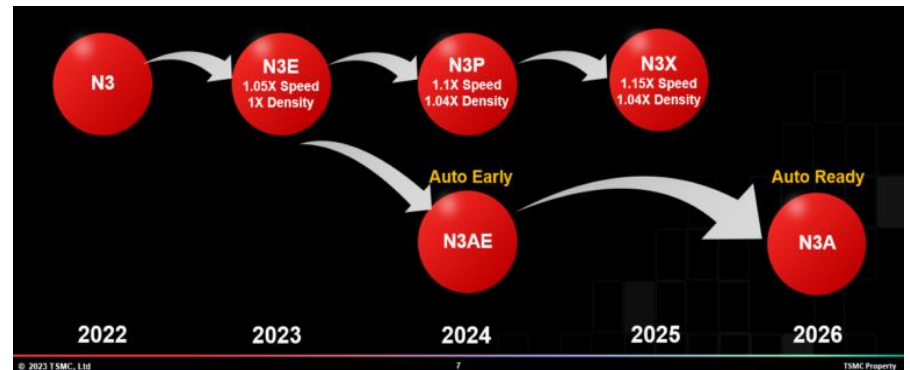 N3
N3E
1.05X Speed
1X Density
N3P
1.1X Speed
1.04X Density
N3X
1.15X Speed
1.04X Density
Auto Early
N3AE
Auto Ready
N3A
2022
2023
2024
2025
2026
© 2023 TSMC, Ltd
7
TSMC Property